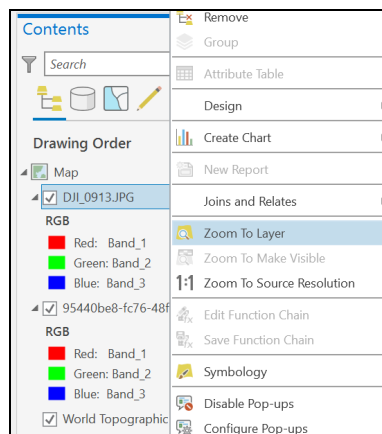 Contents
Search
Drawing Order
Map
DJI_0913.JPG
RGB
Red: Band_1
Green: Band_2
Blue: Band_3
95440be8-fc76-48f
RGB
Red: Band_1
Green: Band_2
Blue: Band_3
World Topographic
Remove
Group
Attribute Table
Design
Create Chart
New Report
Joins and Relates
Zoom To Layer
Zoom To Make Visible
1:1 Zoom To Source Resolution
Edit Function Chain
Save Function Chain
Symbology
Disable Pop-ups
Configure Pop-ups